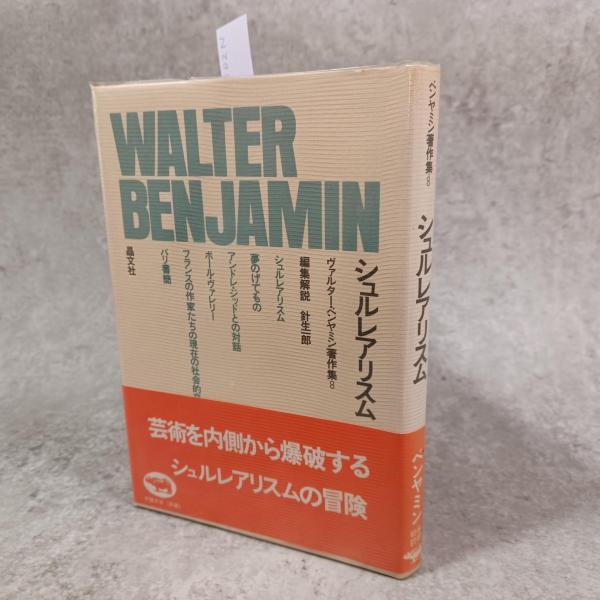 WALTER
BENJAMIN
シュルレアリスム
ヴァルター・ベンヤミン著作集8
編集解説 針生一郎
シュルレアリスム
夢のげてもの
アンドレ・ジッドとの対話
ポール・ヴァレリー
フランスの作家たちの現在の社会的
パリ書簡
晶文社
芸術を内側から爆破する
シュルレアリスムの冒険
ベンヤミン著作集8
シュルレアリスム
ベンヤミン